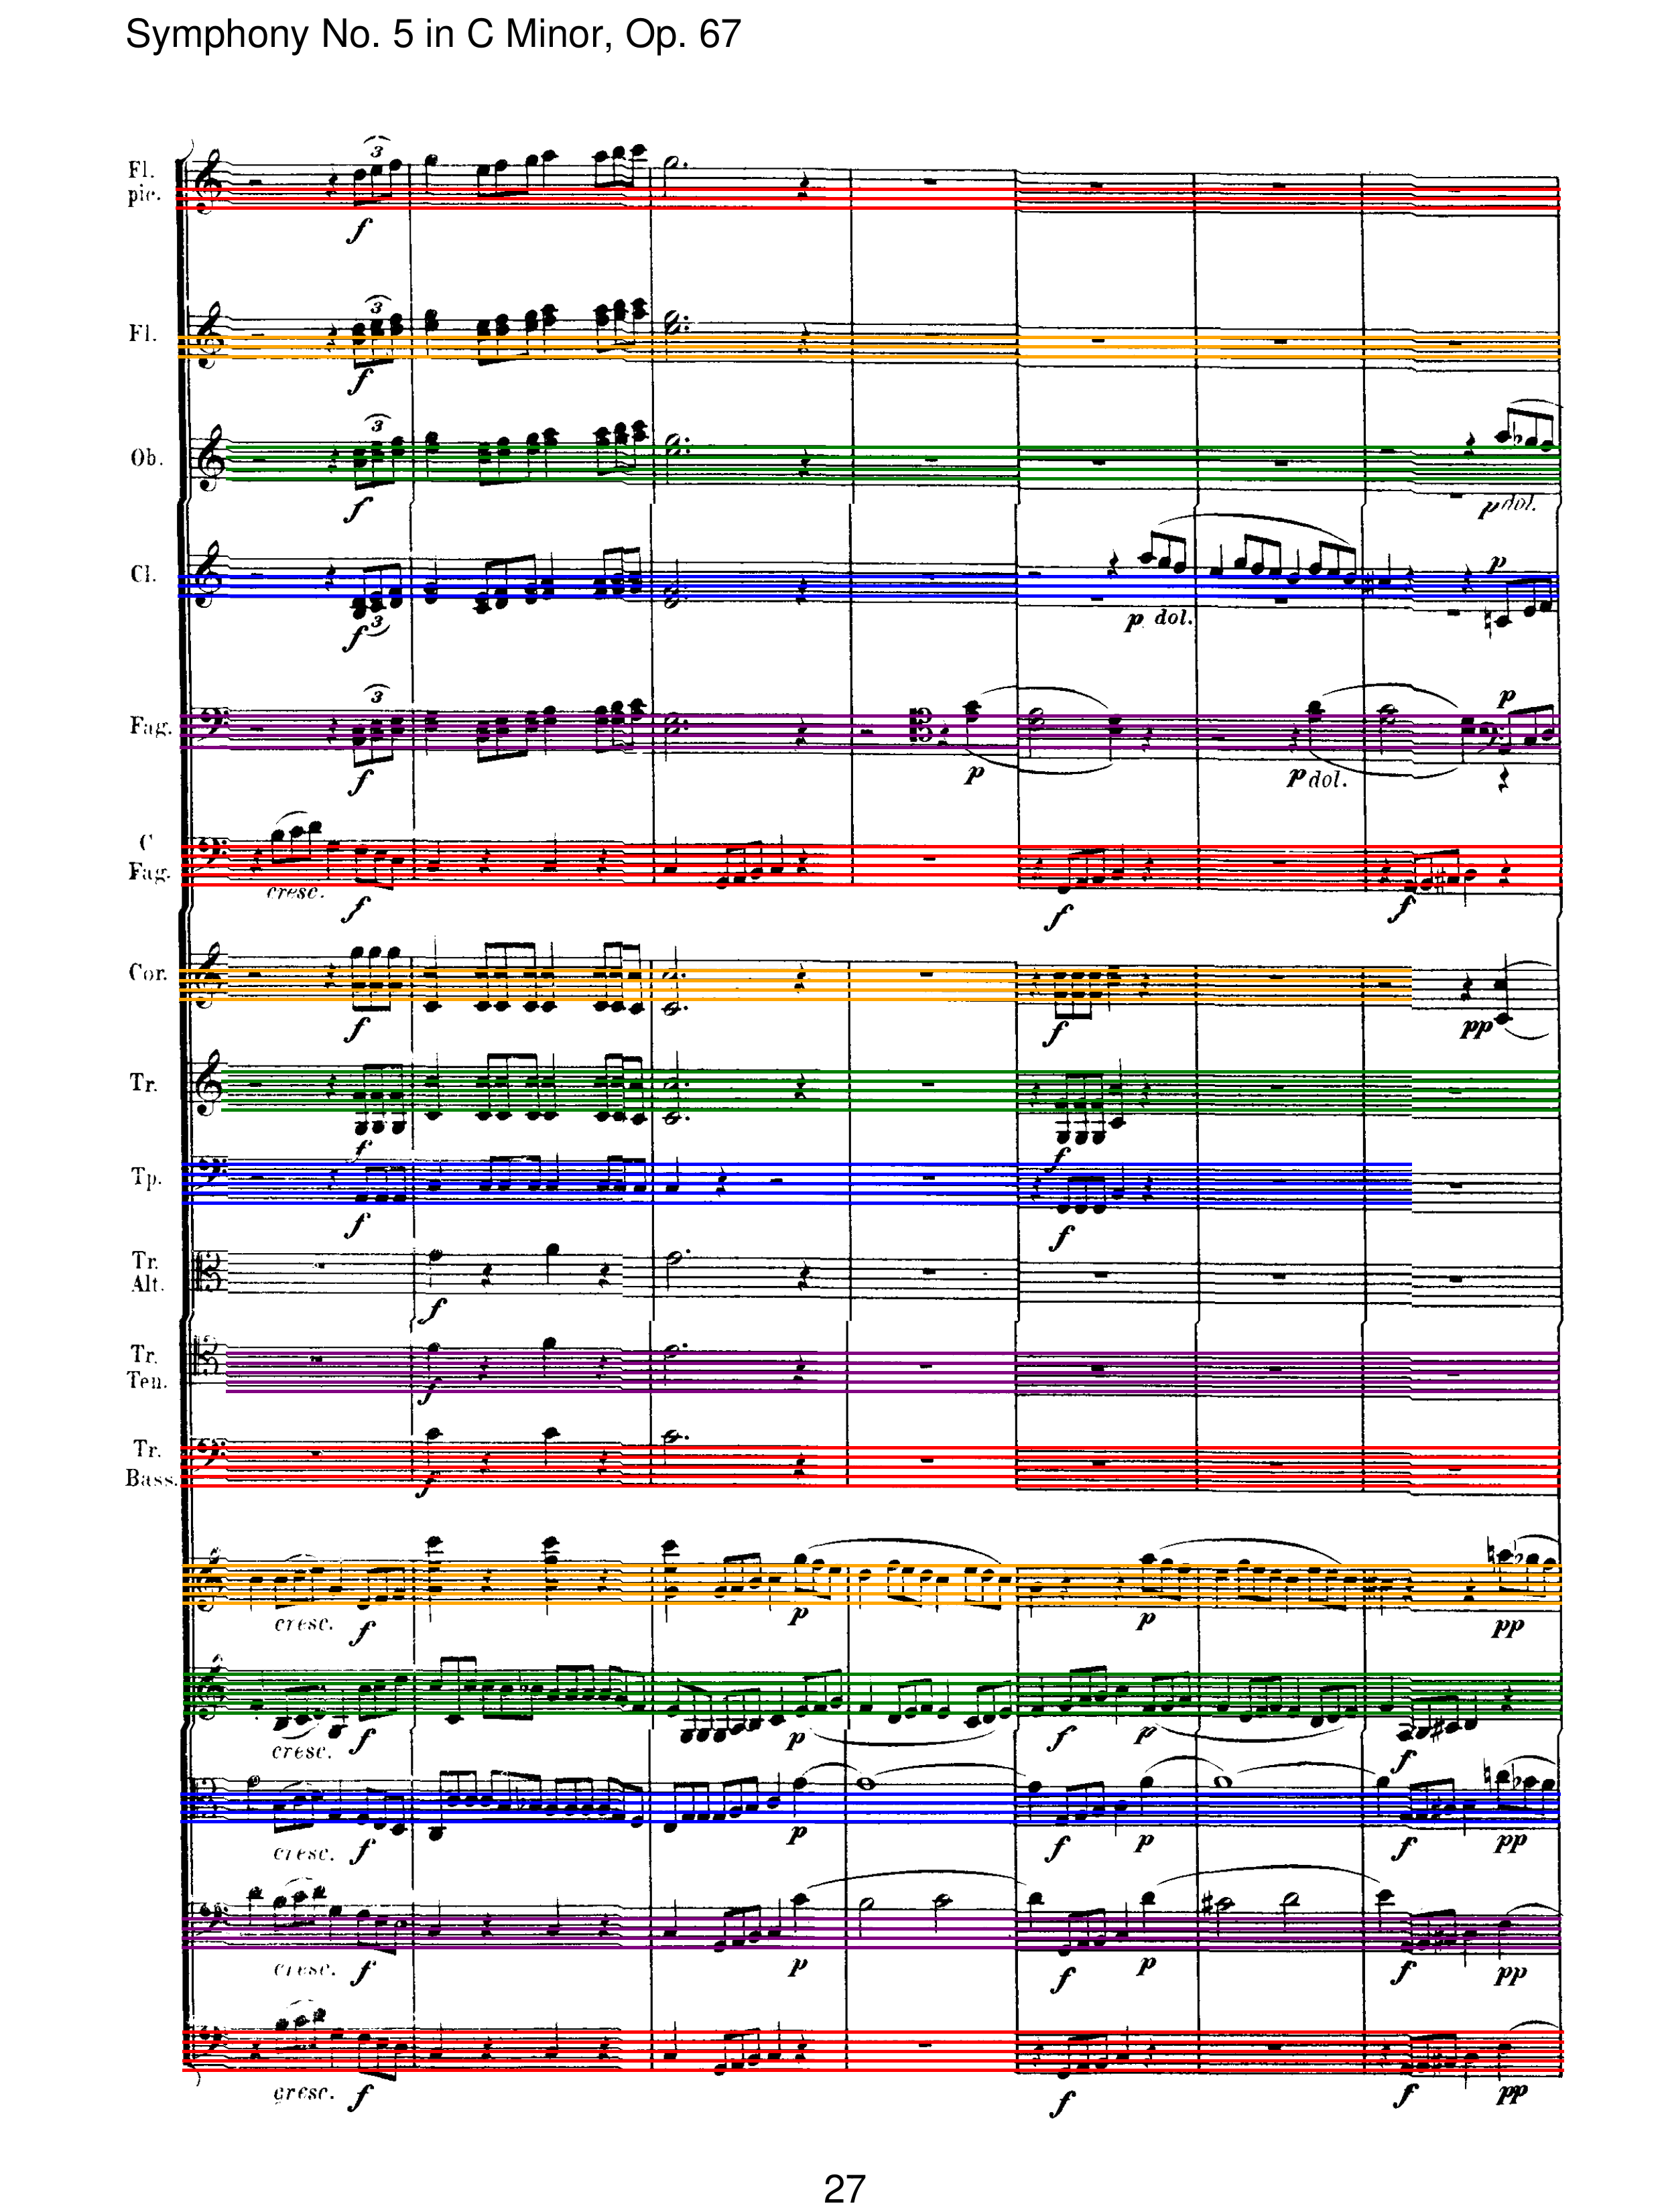 Symphony No. 5 in C Minor, Op. 67
Fl.
pic.
3
f
Fl.
3
f
Ob.
3
f
p dol.
Cl.
p
f
3
p dol.
Fag.
3
p
f
p
p dol.
C
Fag.
cresc.
f
f
f
Cor.
f
f
pp
Tr.
f
f
Tp.
f
f
Tr.
Alt.
f
Tr.
Ten.
f
Tr.
Bass.
f
cresc.
f
p
p
pp
cresc.
f
p
f
p
f
cresc.
f
p
f
p
f
pp
cresc.
f
p
f
p
f
pp
cresc.
f
f
f
pp
27